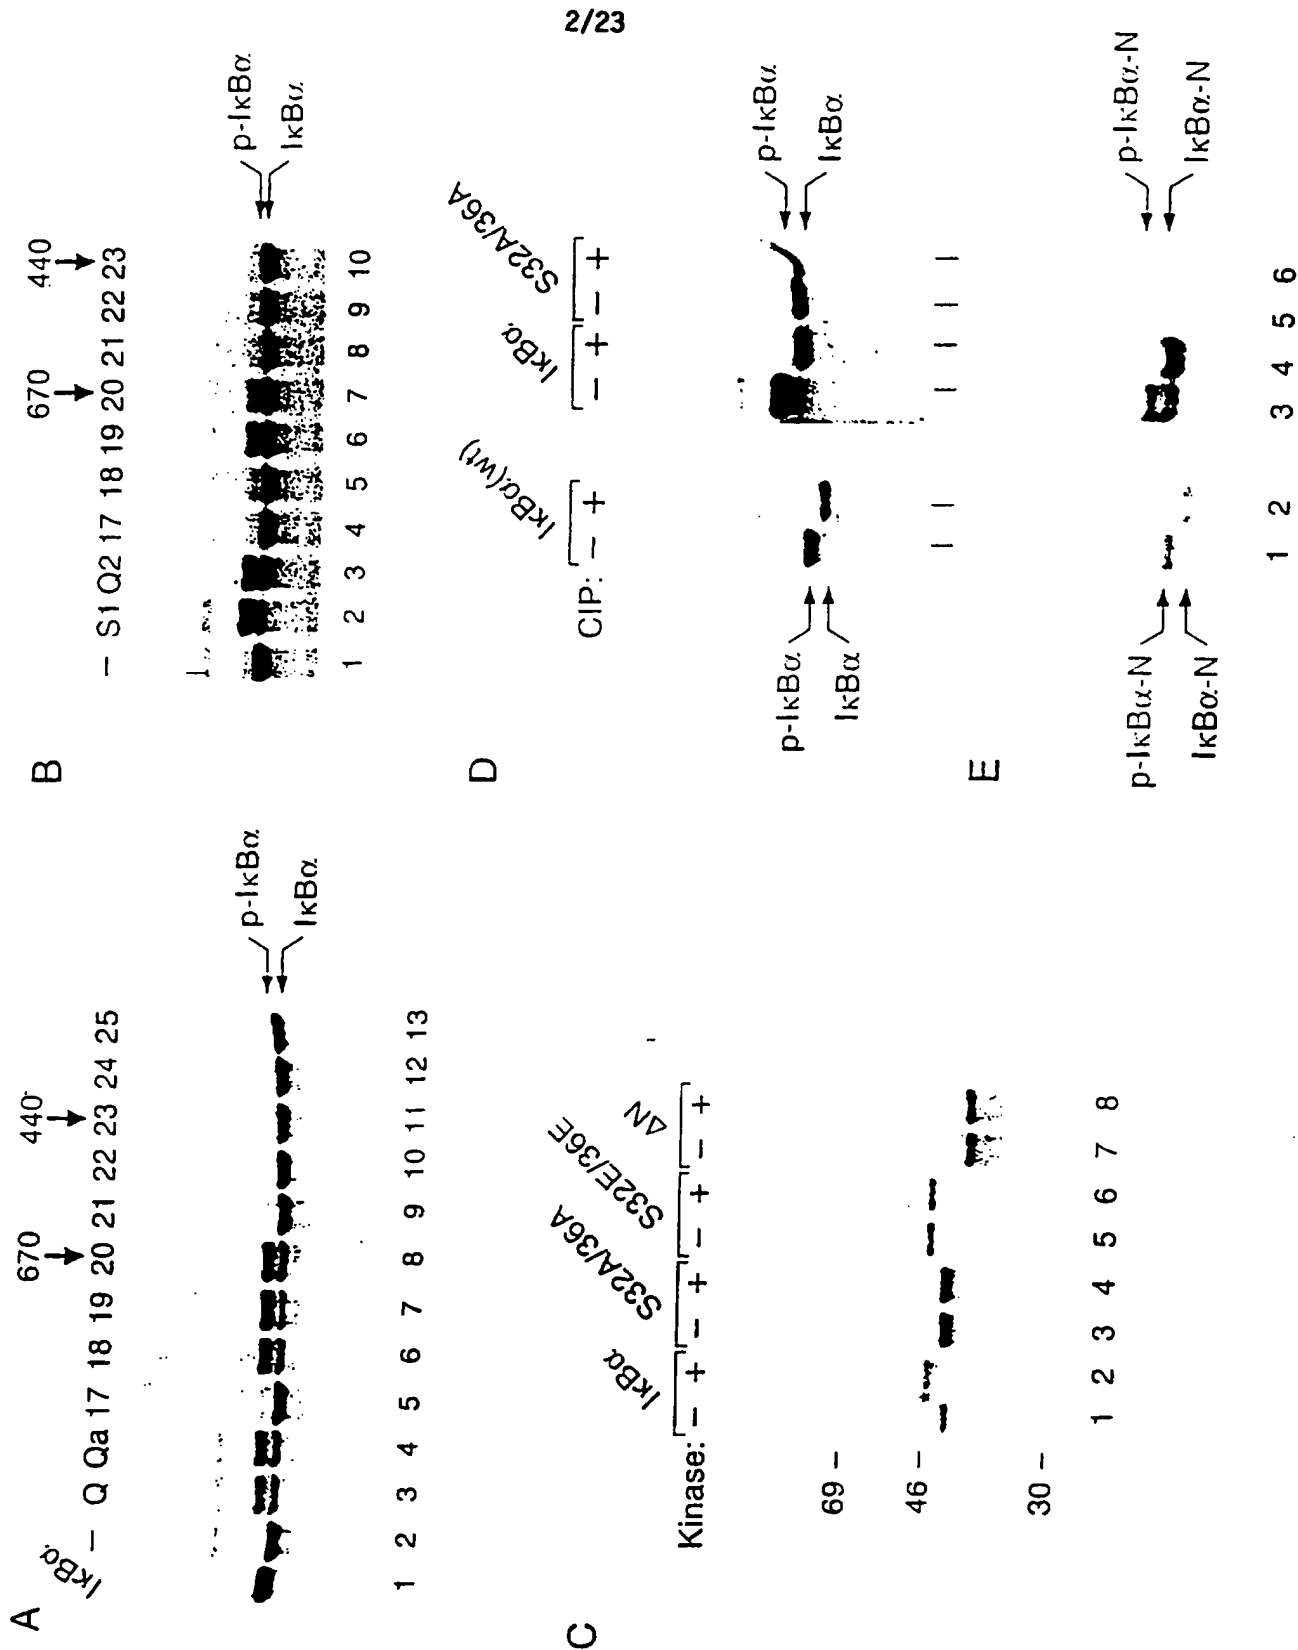 2/23
A
IκBα
670
440
— Q Qa 17 18 19 20 21 22 23 24 25
p-IκBα
IκBα
1 2 3 4 5 6 7 8 9 10 11 12 13
B
670
440
— S1 Q2 17 18 19 20 21 22 23
p-IκBα
IκBα
1 2 3 4 5 6 7 8 9 10
C
IκBα
S32A/36A
S32E/36E
ΔN
Kinase: — + — + — + — +
69 —
46 —
30 —
*
1 2 3 4 5 6 7 8
D
IκBα(wt)
IκBα
S32A/36A
CIP: — + — + — +
p-IκBα
IκBα
p-IκBα
IκBα
E
p-IκBα-N
IκBα-N
p-IκBα-N
IκBα-N
1 2 3 4 5 6